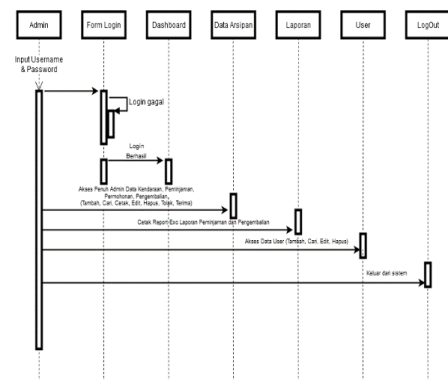 Admin
Form Login
Dashboard
Data Arsipan
Laporan
User
LogOut
Input Username
& Password
Login gagal
Login
Berhasil
Akses Penuh Admin Data Kendaraan, Peminjaman,
Permohonan, Pengembalian,
(Tambah, Cari, Cetak, Edit, Hapus, Tolak, Terima)
Cetak Report Exc Laporan Peminjaman dan Pengembalian
Akses Data User (Tambah, Cari, Edit, Hapus)
Keluar dari sistem